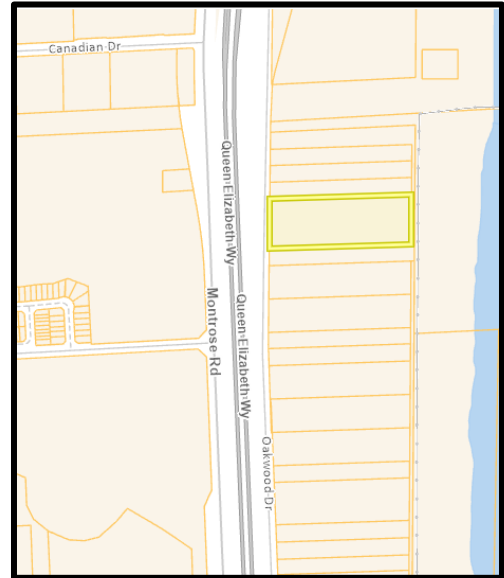 Canadian Dr
Queen Elizabeth Wy
Queen Elizabeth Wy
Montrose Rd
Oakwood Dr